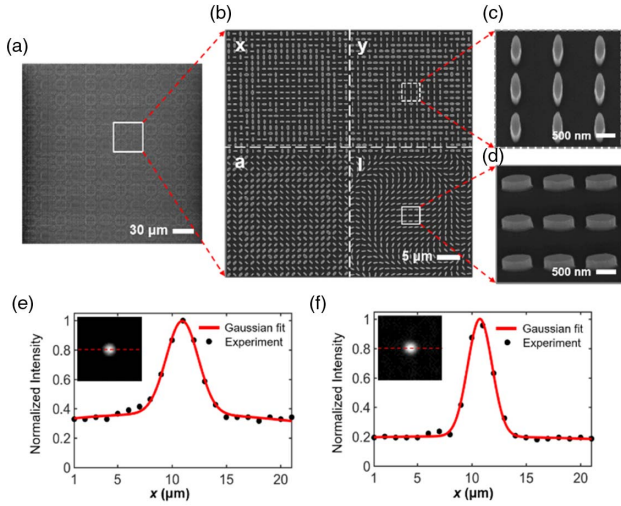 (a)
(b)
(c)
(d)
x
y
a
l
30 µm
5 µm
500 nm
500 nm
(e)
(f)
Gaussian fit
Experiment
Normalized Intensity
1
0.8
0.6
0.4
0.2
0
1
5
10
15
20
x (µm)
Gaussian fit
Experiment
Normalized Intensity
1
0.8
0.6
0.4
0.2
0
1
5
10
15
20
x (µm)